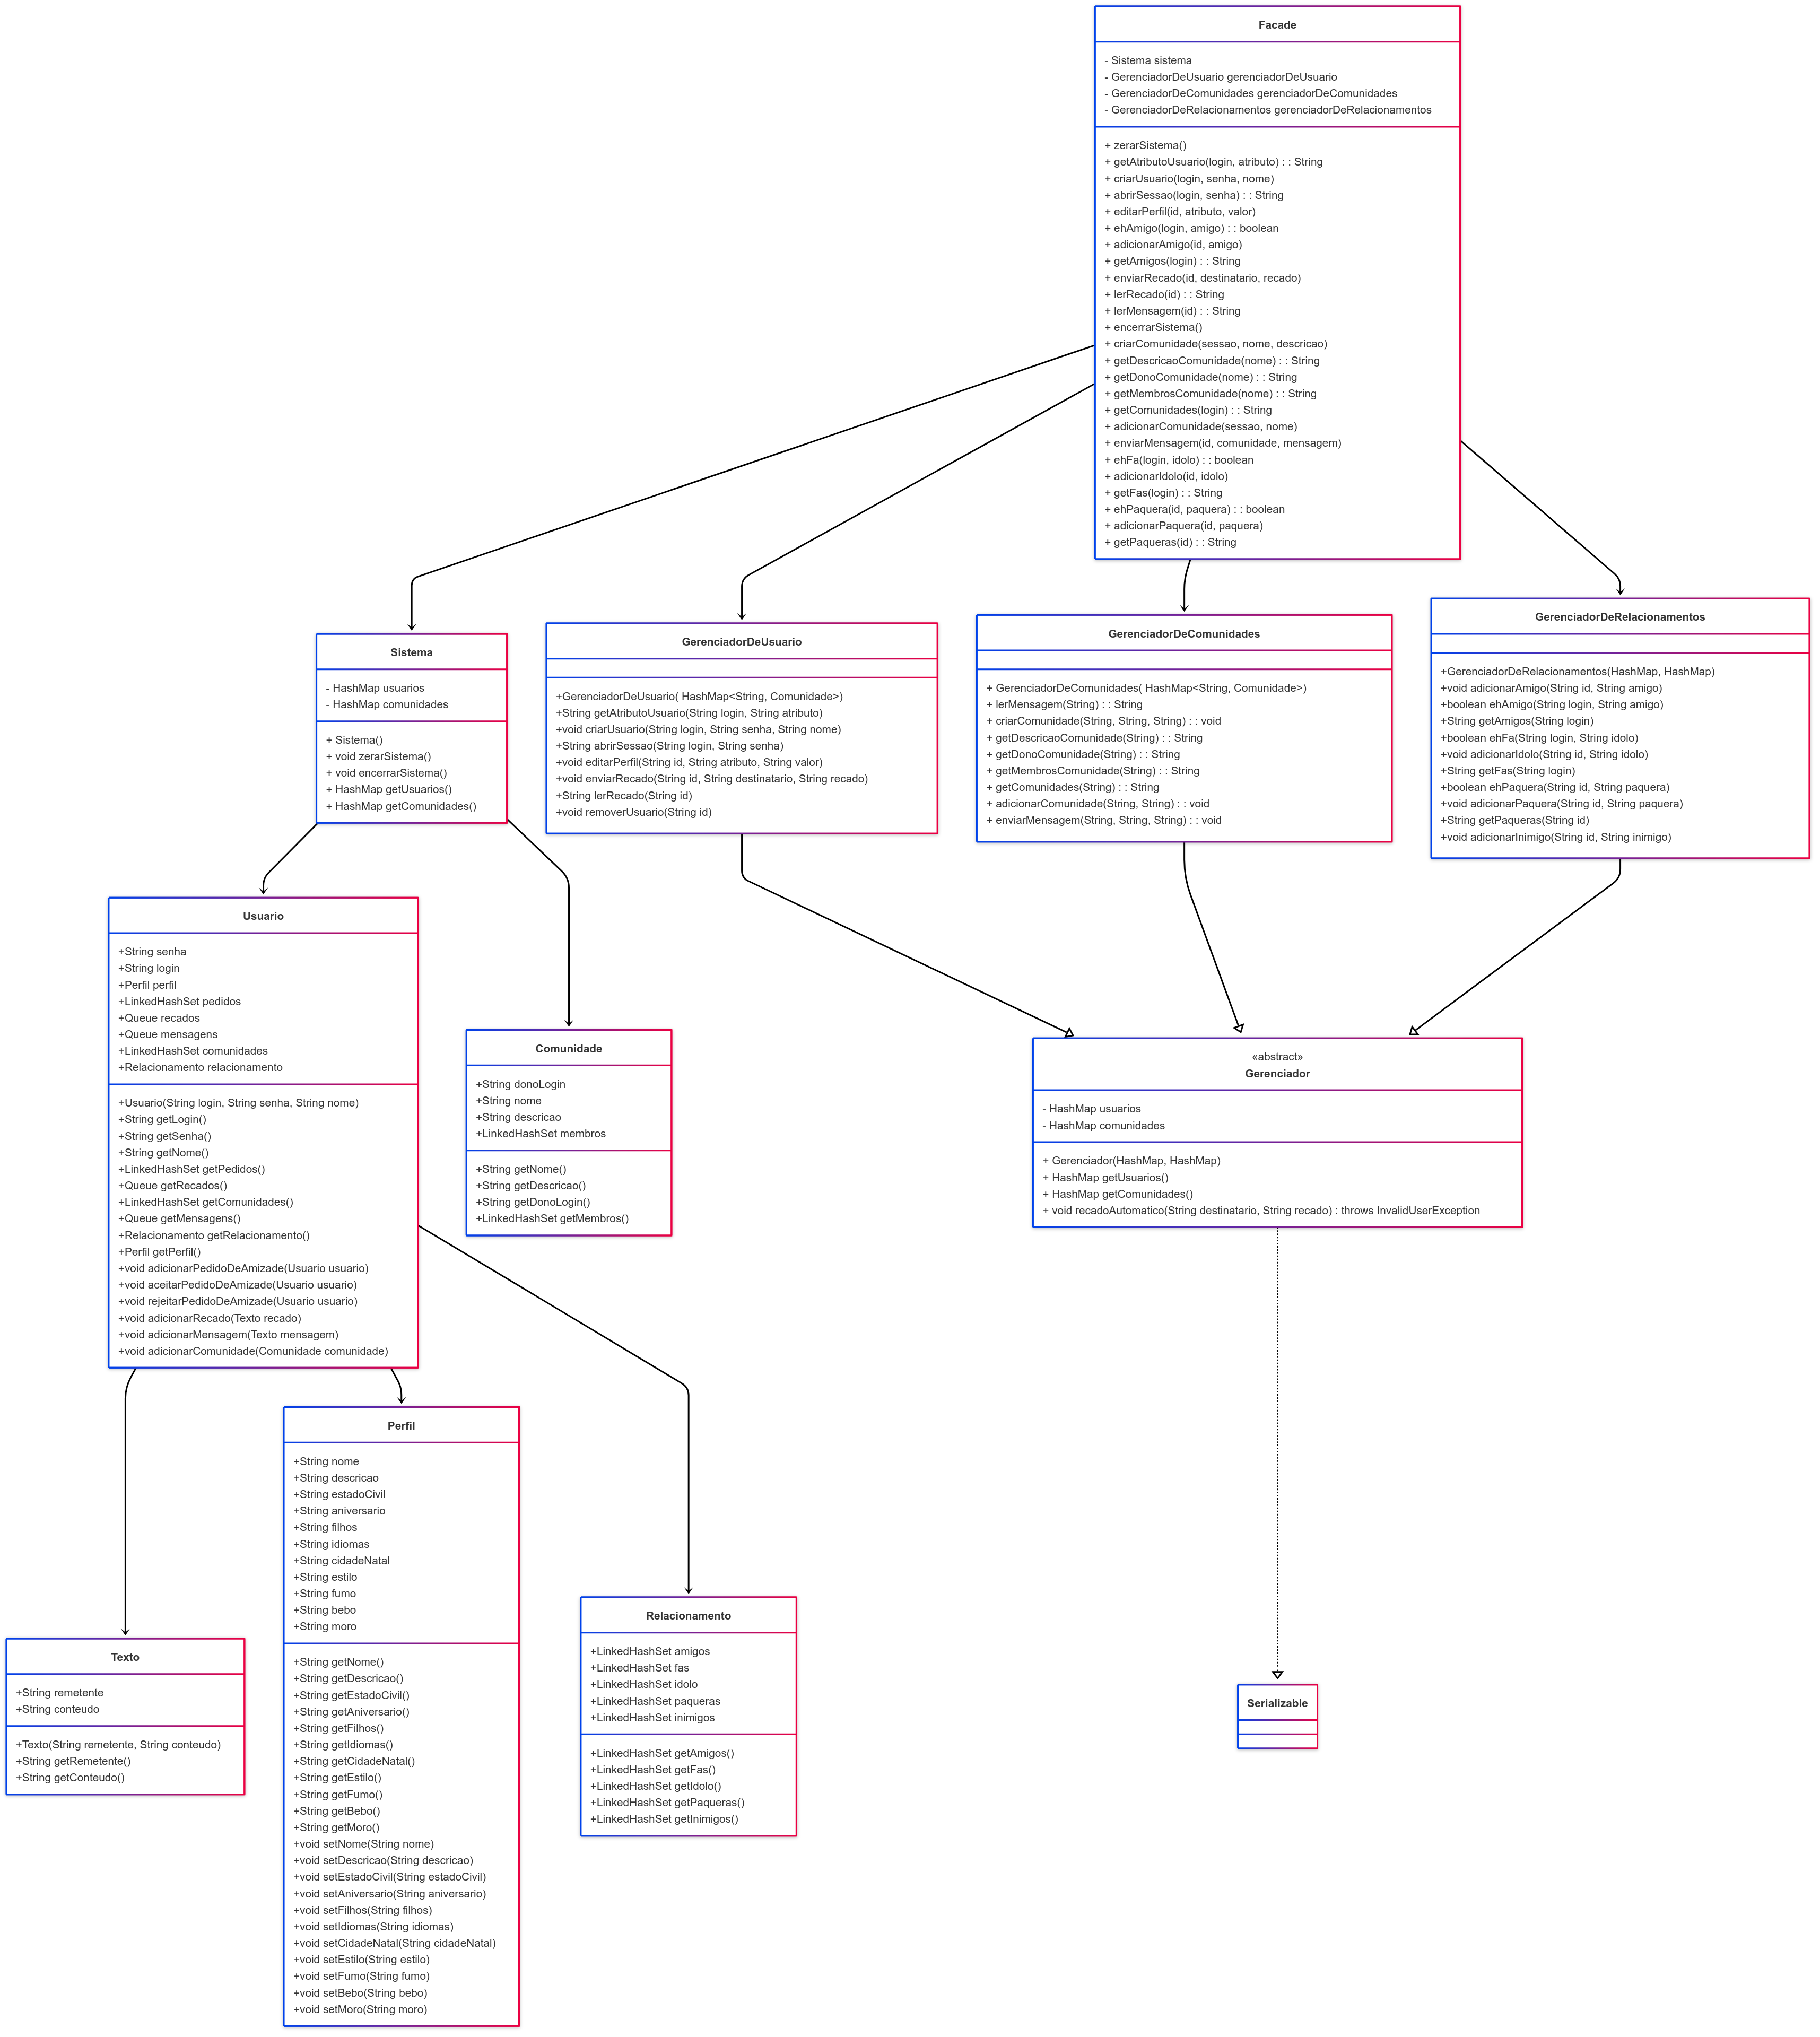 Facade
- Sistema sistema
- GerenciadorDeUsuario gerenciadorDeUsuario
- GerenciadorDeComunidades gerenciadorDeComunidades
- GerenciadorDeRelacionamentos gerenciadorDeRelacionamentos
+ zerarSistema()
+ getAtributoUsuario(login, atributo) : : String
+ criarUsuario(login, senha, nome)
+ abrirSessao(login, senha) : : String
+ editarPerfil(id, atributo, valor)
+ ehAmigo(login, amigo) : : boolean
+ adicionarAmigo(id, amigo)
+ getAmigos(login) : : String
+ enviarRecado(id, destinatario, recado)
+ lerRecado(id) : : String
+ lerMensagem(id) : : String
+ encerrarSistema()
+ criarComunidade(sessao, nome, descricao)
+ getDescricaoComunidade(nome) : : String
+ getDonoComunidade(nome) : : String
+ getMembrosComunidade(nome) : : String
+ getComunidades(login) : : String
+ adicionarComunidade(sessao, nome)
+ enviarMensagem(id, comunidade, mensagem)
+ ehFa(login, idolo) : : boolean
+ adicionarIdolo(id, idolo)
+ getFas(login) : : String
+ ehPaquera(id, paquera) : : boolean
+ adicionarPaquera(id, paquera)
+ getPaqueras(id) : : String
Sistema
- HashMap usuarios
- HashMap comunidades
+ Sistema()
+ void zerarSistema()
+ void encerrarSistema()
+ HashMap getUsuarios()
+ HashMap getComunidades()
GerenciadorDeUsuario
+GerenciadorDeUsuario( HashMap<String, Comunidade>)
+String getAtributoUsuario(String login, String atributo)
+void criarUsuario(String login, String senha, String nome)
+String abrirSessao(String login, String senha)
+void editarPerfil(String id, String atributo, String valor)
+void enviarRecado(String id, String destinatario, String recado)
+String lerRecado(String id)
+void removerUsuario(String id)
GerenciadorDeComunidades
+ GerenciadorDeComunidades( HashMap<String, Comunidade>)
+ lerMensagem(String) : : String
+ criarComunidade(String, String, String) : : void
+ getDescricaoComunidade(String) : : String
+ getDonoComunidade(String) : : String
+ getMembrosComunidade(String) : : String
+ getComunidades(String) : : String
+ adicionarComunidade(String, String) : : void
+ enviarMensagem(String, String, String) : : void
GerenciadorDeRelacionamentos
+GerenciadorDeRelacionamentos(HashMap, HashMap)
+void adicionarAmigo(String id, String amigo)
+boolean ehAmigo(String login, String amigo)
+String getAmigos(String login)
+boolean ehFa(String login, String idolo)
+void adicionarIdolo(String id, String idolo)
+String getFas(String login)
+boolean ehPaquera(String id, String paquera)
+void adicionarPaquera(String id, String paquera)
+String getPaqueras(String id)
+void adicionarInimigo(String id, String inimigo)
Usuario
+String senha
+String login
+Perfil perfil
+LinkedHashSet pedidos
+Queue recados
+Queue mensagens
+LinkedHashSet comunidades
+Relacionamento relacionamento
+Usuario(String login, String senha, String nome)
+String getLogin()
+String getSenha()
+String getNome()
+LinkedHashSet getPedidos()
+Queue getRecados()
+LinkedHashSet getComunidades()
+Queue getMensagens()
+Relacionamento getRelacionamento()
+Perfil getPerfil()
+void adicionarPedidoDeAmizade(Usuario usuario)
+void aceitarPedidoDeAmizade(Usuario usuario)
+void rejeitarPedidoDeAmizade(Usuario usuario)
+void adicionarRecado(Texto recado)
+void adicionarMensagem(Texto mensagem)
+void adicionarComunidade(Comunidade comunidade)
Comunidade
+String donoLogin
+String nome
+String descricao
+LinkedHashSet membros
+String getNome()
+String getDescricao()
+String getDonoLogin()
+LinkedHashSet getMembros()
«abstract»
Gerenciador
- HashMap usuarios
- HashMap comunidades
+ Gerenciador(HashMap, HashMap)
+ HashMap getUsuarios()
+ HashMap getComunidades()
+ void recadoAutomatico(String destinatario, String recado) : throws InvalidUserException
Perfil
+String nome
+String descricao
+String estadoCivil
+String aniversario
+String filhos
+String idiomas
+String cidadeNatal
+String estilo
+String fumo
+String bebo
+String moro
+String getNome()
+String getDescricao()
+String getEstadoCivil()
+String getAniversario()
+String getFilhos()
+String getIdiomas()
+String getCidadeNatal()
+String getEstilo()
+String getFumo()
+String getBebo()
+String getMoro()
+void setNome(String nome)
+void setDescricao(String descricao)
+void setEstadoCivil(String estadoCivil)
+void setAniversario(String aniversario)
+void setFilhos(String filhos)
+void setIdiomas(String idiomas)
+void setCidadeNatal(String cidadeNatal)
+void setEstilo(String estilo)
+void setFumo(String fumo)
+void setBebo(String bebo)
+void setMoro(String moro)
Relacionamento
+LinkedHashSet amigos
+LinkedHashSet fas
+LinkedHashSet idolo
+LinkedHashSet paqueras
+LinkedHashSet inimigos
+LinkedHashSet getAmigos()
+LinkedHashSet getFas()
+LinkedHashSet getIdolo()
+LinkedHashSet getPaqueras()
+LinkedHashSet getInimigos()
Texto
+String remetente
+String conteudo
+Texto(String remetente, String conteudo)
+String getRemetente()
+String getConteudo()
Serializable